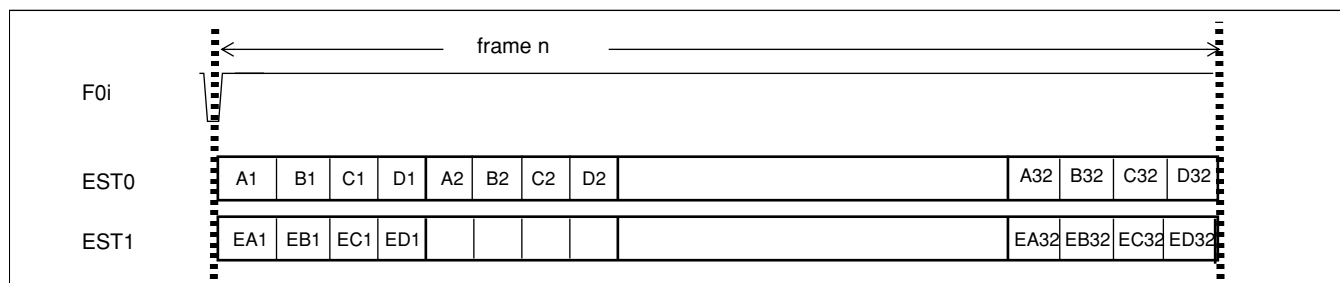 frame n
F0i
EST0 A1 B1 C1 D1 A2 B2 C2 D2 A32 B32 C32 D32
EST1 EA1 EB1 EC1 ED1 EA32 EB32 EC32 ED32